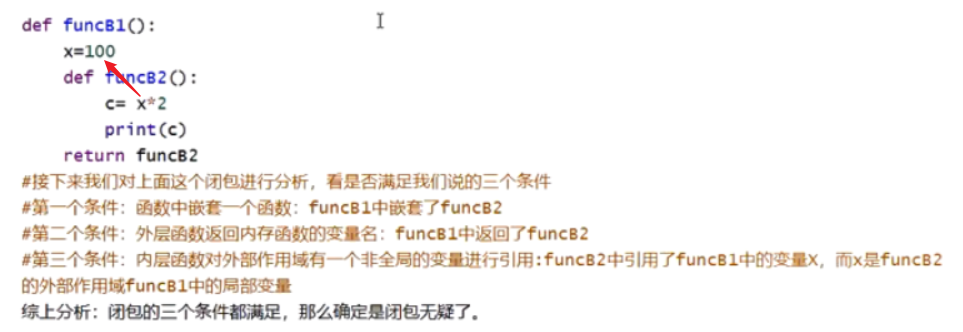 def funcB1():
    x=100
    def funcB2():
        c= x*2
        print(c)
    return funcB2
#接下来我们对上面这个闭包进行分析，看是否满足我们说的三个条件
#第一个条件：函数中嵌套一个函数：funcB1中嵌套了funcB2
#第二个条件：外层函数返回内存函数的变量名：funcB1中返回了funcB2
#第三个条件：内层函数对外部作用域有一个非全局的变量进行引用:funcB2中引用了funcB1中的变量X，而x是funcB2
的外部作用域funcB1中的局部变量
综上分析：闭包的三个条件都满足，那么确定是闭包无疑了。